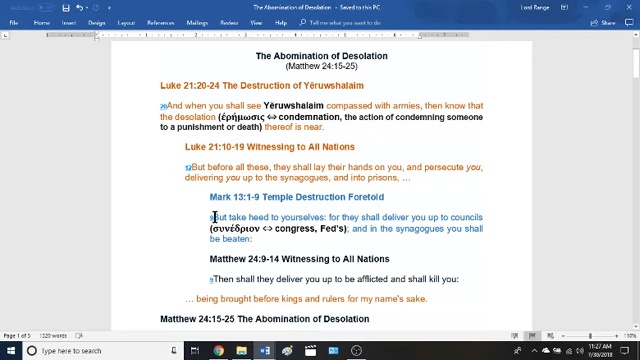 The Abomination of Desolation - Saved to this PC
Lord Range
File
Home
Insert
Design
Layout
References
Mailings
Review
View
Help
Tell me what you want to do
The Abomination of Desolation
(Matthew 24:15-25)
Luke 21:20-24 The Destruction of Yĕruwshalaim
20And when you shall see Yĕruwshalaim compassed with armies, then know that
the desolation (ἐρήμωσις ⇔ condemnation, the action of condemning someone
to a punishment or death) thereof is near.
Luke 21:10-19 Witnessing to All Nations
12But before all these, they shall lay their hands on you, and persecute you,
delivering you up to the synagogues, and into prisons, …
Mark 13:1-9 Temple Destruction Foretold
9But take heed to yourselves: for they shall deliver you up to councils
(συνέδριον ⇔ congress, Fed's); and in the synagogues you shall
be beaten:
Matthew 24:9-14 Witnessing to All Nations
9Then shall they deliver you up to be afflicted and shall kill you:
… being brought before kings and rulers for my name's sake.
Matthew 24:15-25 The Abomination of Desolation
Page 1 of 5
1320 words
110%
Type here to search
11:27 AM
7/30/2018